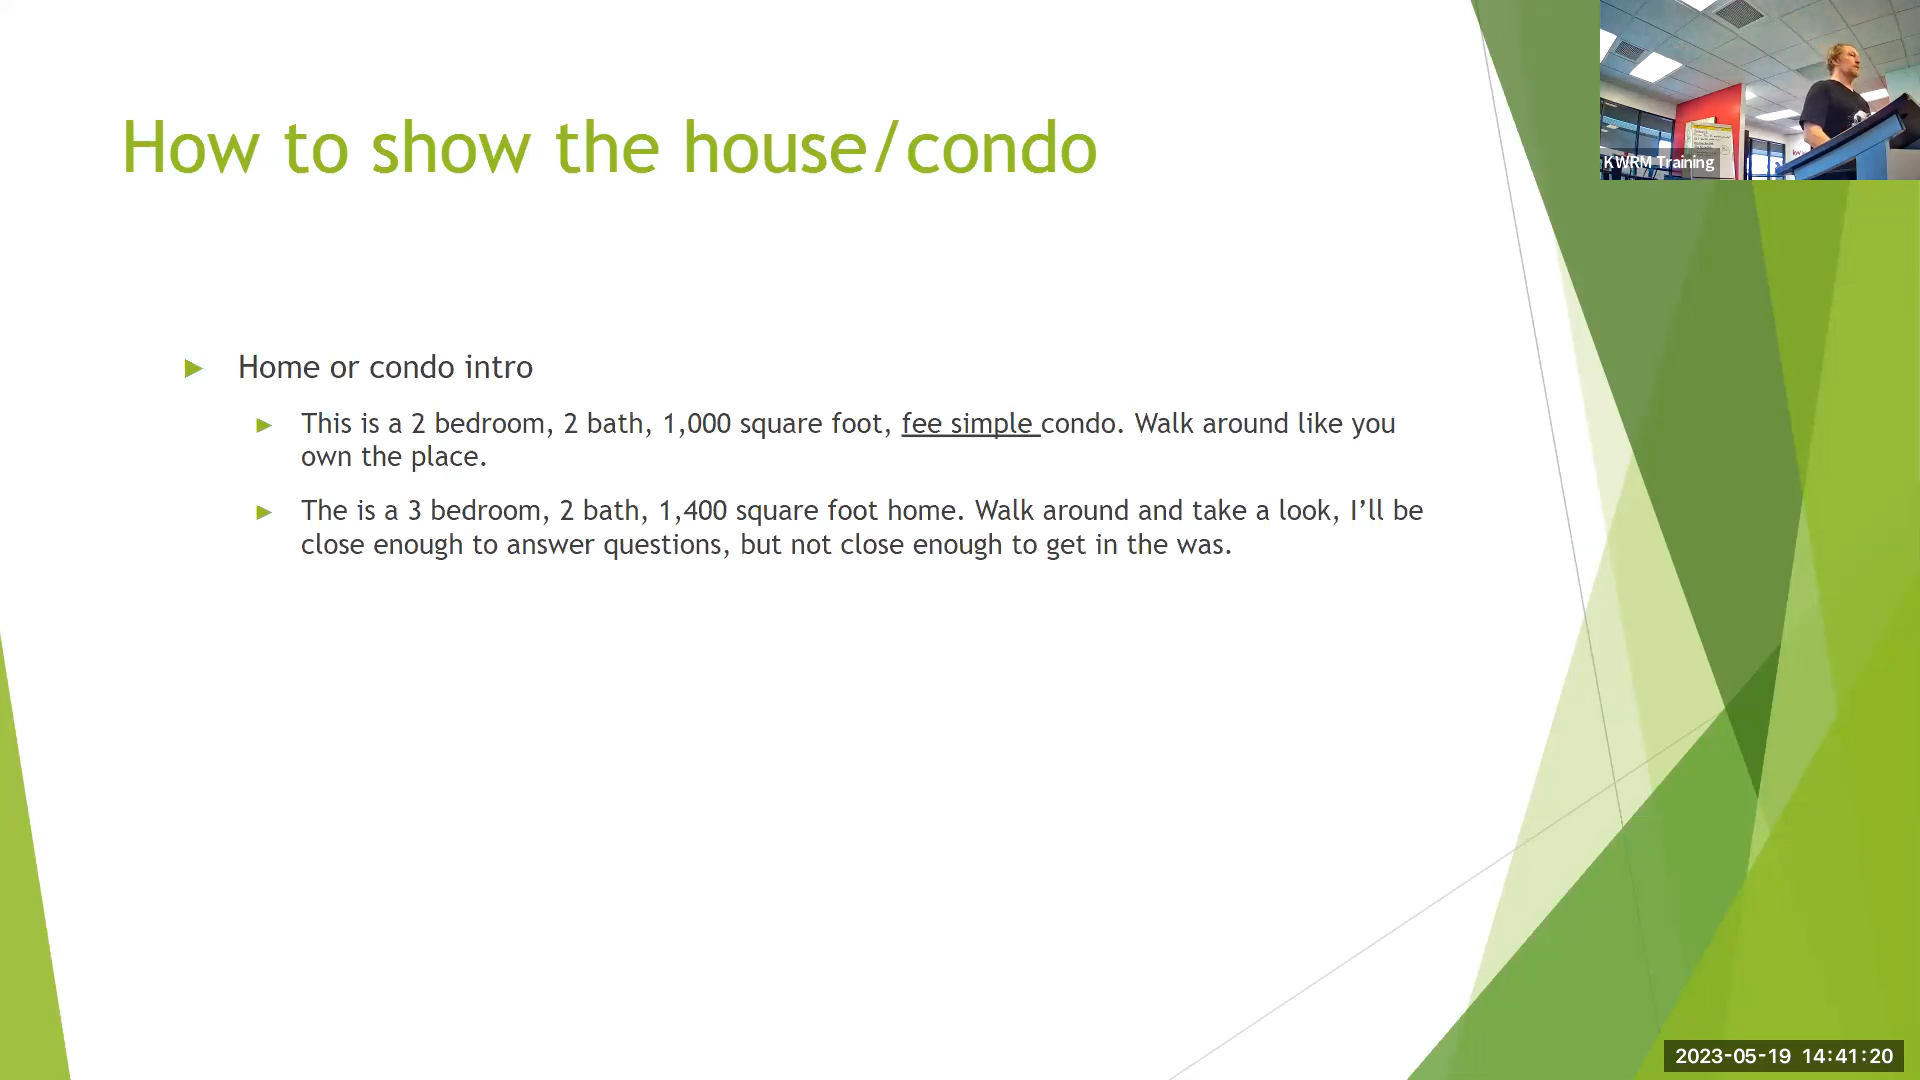 How to show the house/condo
KWRM Training
Home or condo intro
This is a 2 bedroom, 2 bath, 1,000 square foot, fee simple condo. Walk around like you
own the place.
The is a 3 bedroom, 2 bath, 1,400 square foot home. Walk around and take a look, I’ll be
close enough to answer questions, but not close enough to get in the was.
2023-05-19 14:41:20